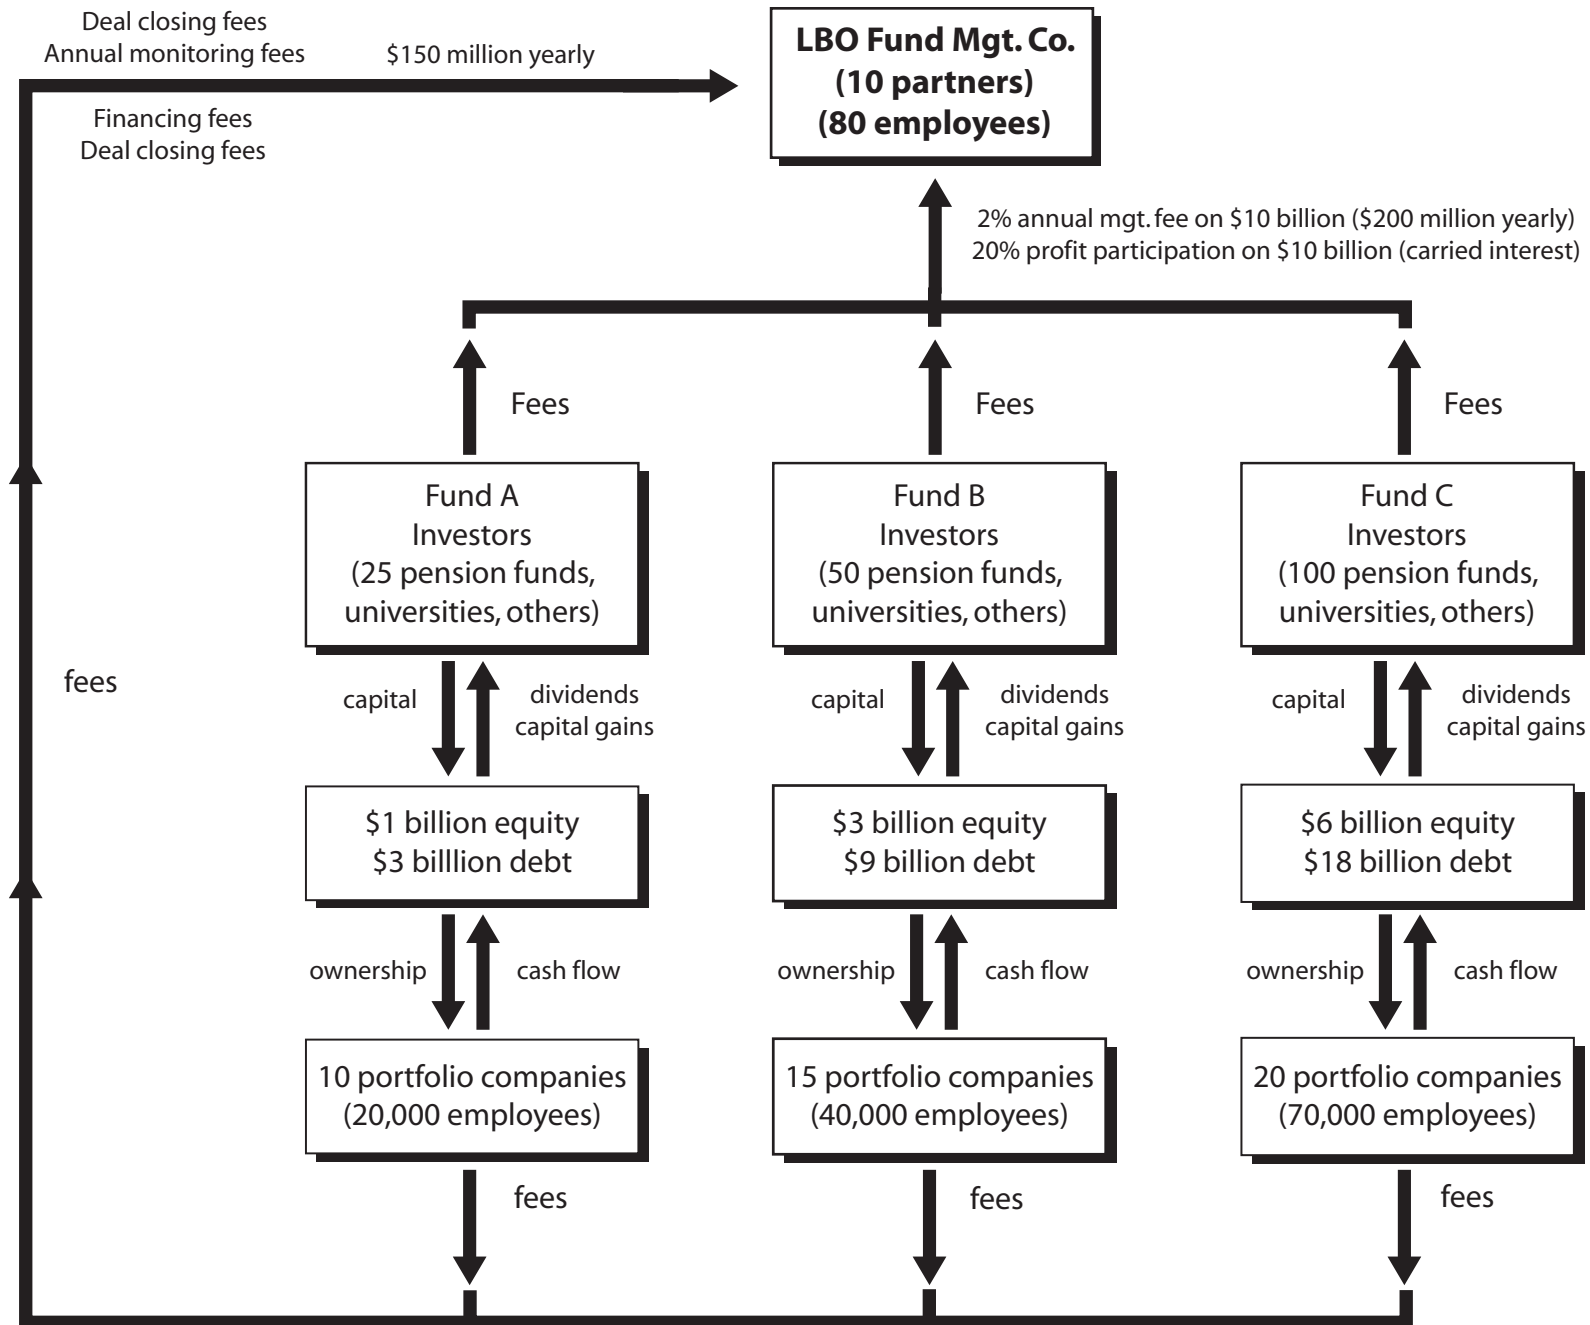 Deal closing fees
Annual monitoring fees
$150 million yearly
Financing fees
Deal closing fees
LBO Fund Mgt. Co.
(10 partners)
(80 employees)
2% annual mgt. fee on $10 billion ($200 million yearly)
20% profit participation on $10 billion (carried interest)
Fees
Fees
Fees
Fund A
Investors
(25 pension funds,
universities, others)
Fund B
Investors
(50 pension funds,
universities, others)
Fund C
Investors
(100 pension funds,
universities, others)
fees
capital
dividends
capital gains
capital
dividends
capital gains
capital
dividends
capital gains
$1 billion equity
$3 billlion debt
$3 billion equity
$9 billion debt
$6 billion equity
$18 billion debt
ownership
cash flow
ownership
cash flow
ownership
cash flow
10 portfolio companies
(20,000 employees)
15 portfolio companies
(40,000 employees)
20 portfolio companies
(70,000 employees)
fees
fees
fees